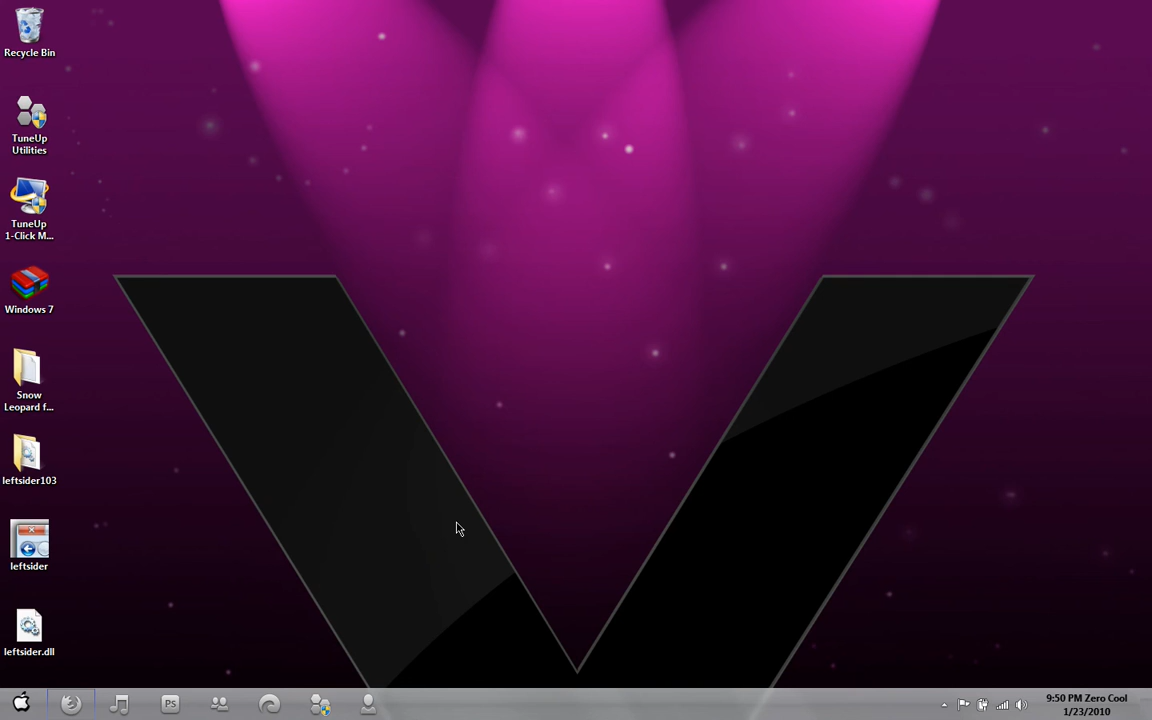 Recycle Bin
TuneUp
Utilities
TuneUp
1-Click M...
Windows 7
Snow
Leopard f...
leftsider103
leftsider
leftsider.dll
Ps
9:50 PM Zero Cool
1/23/2010